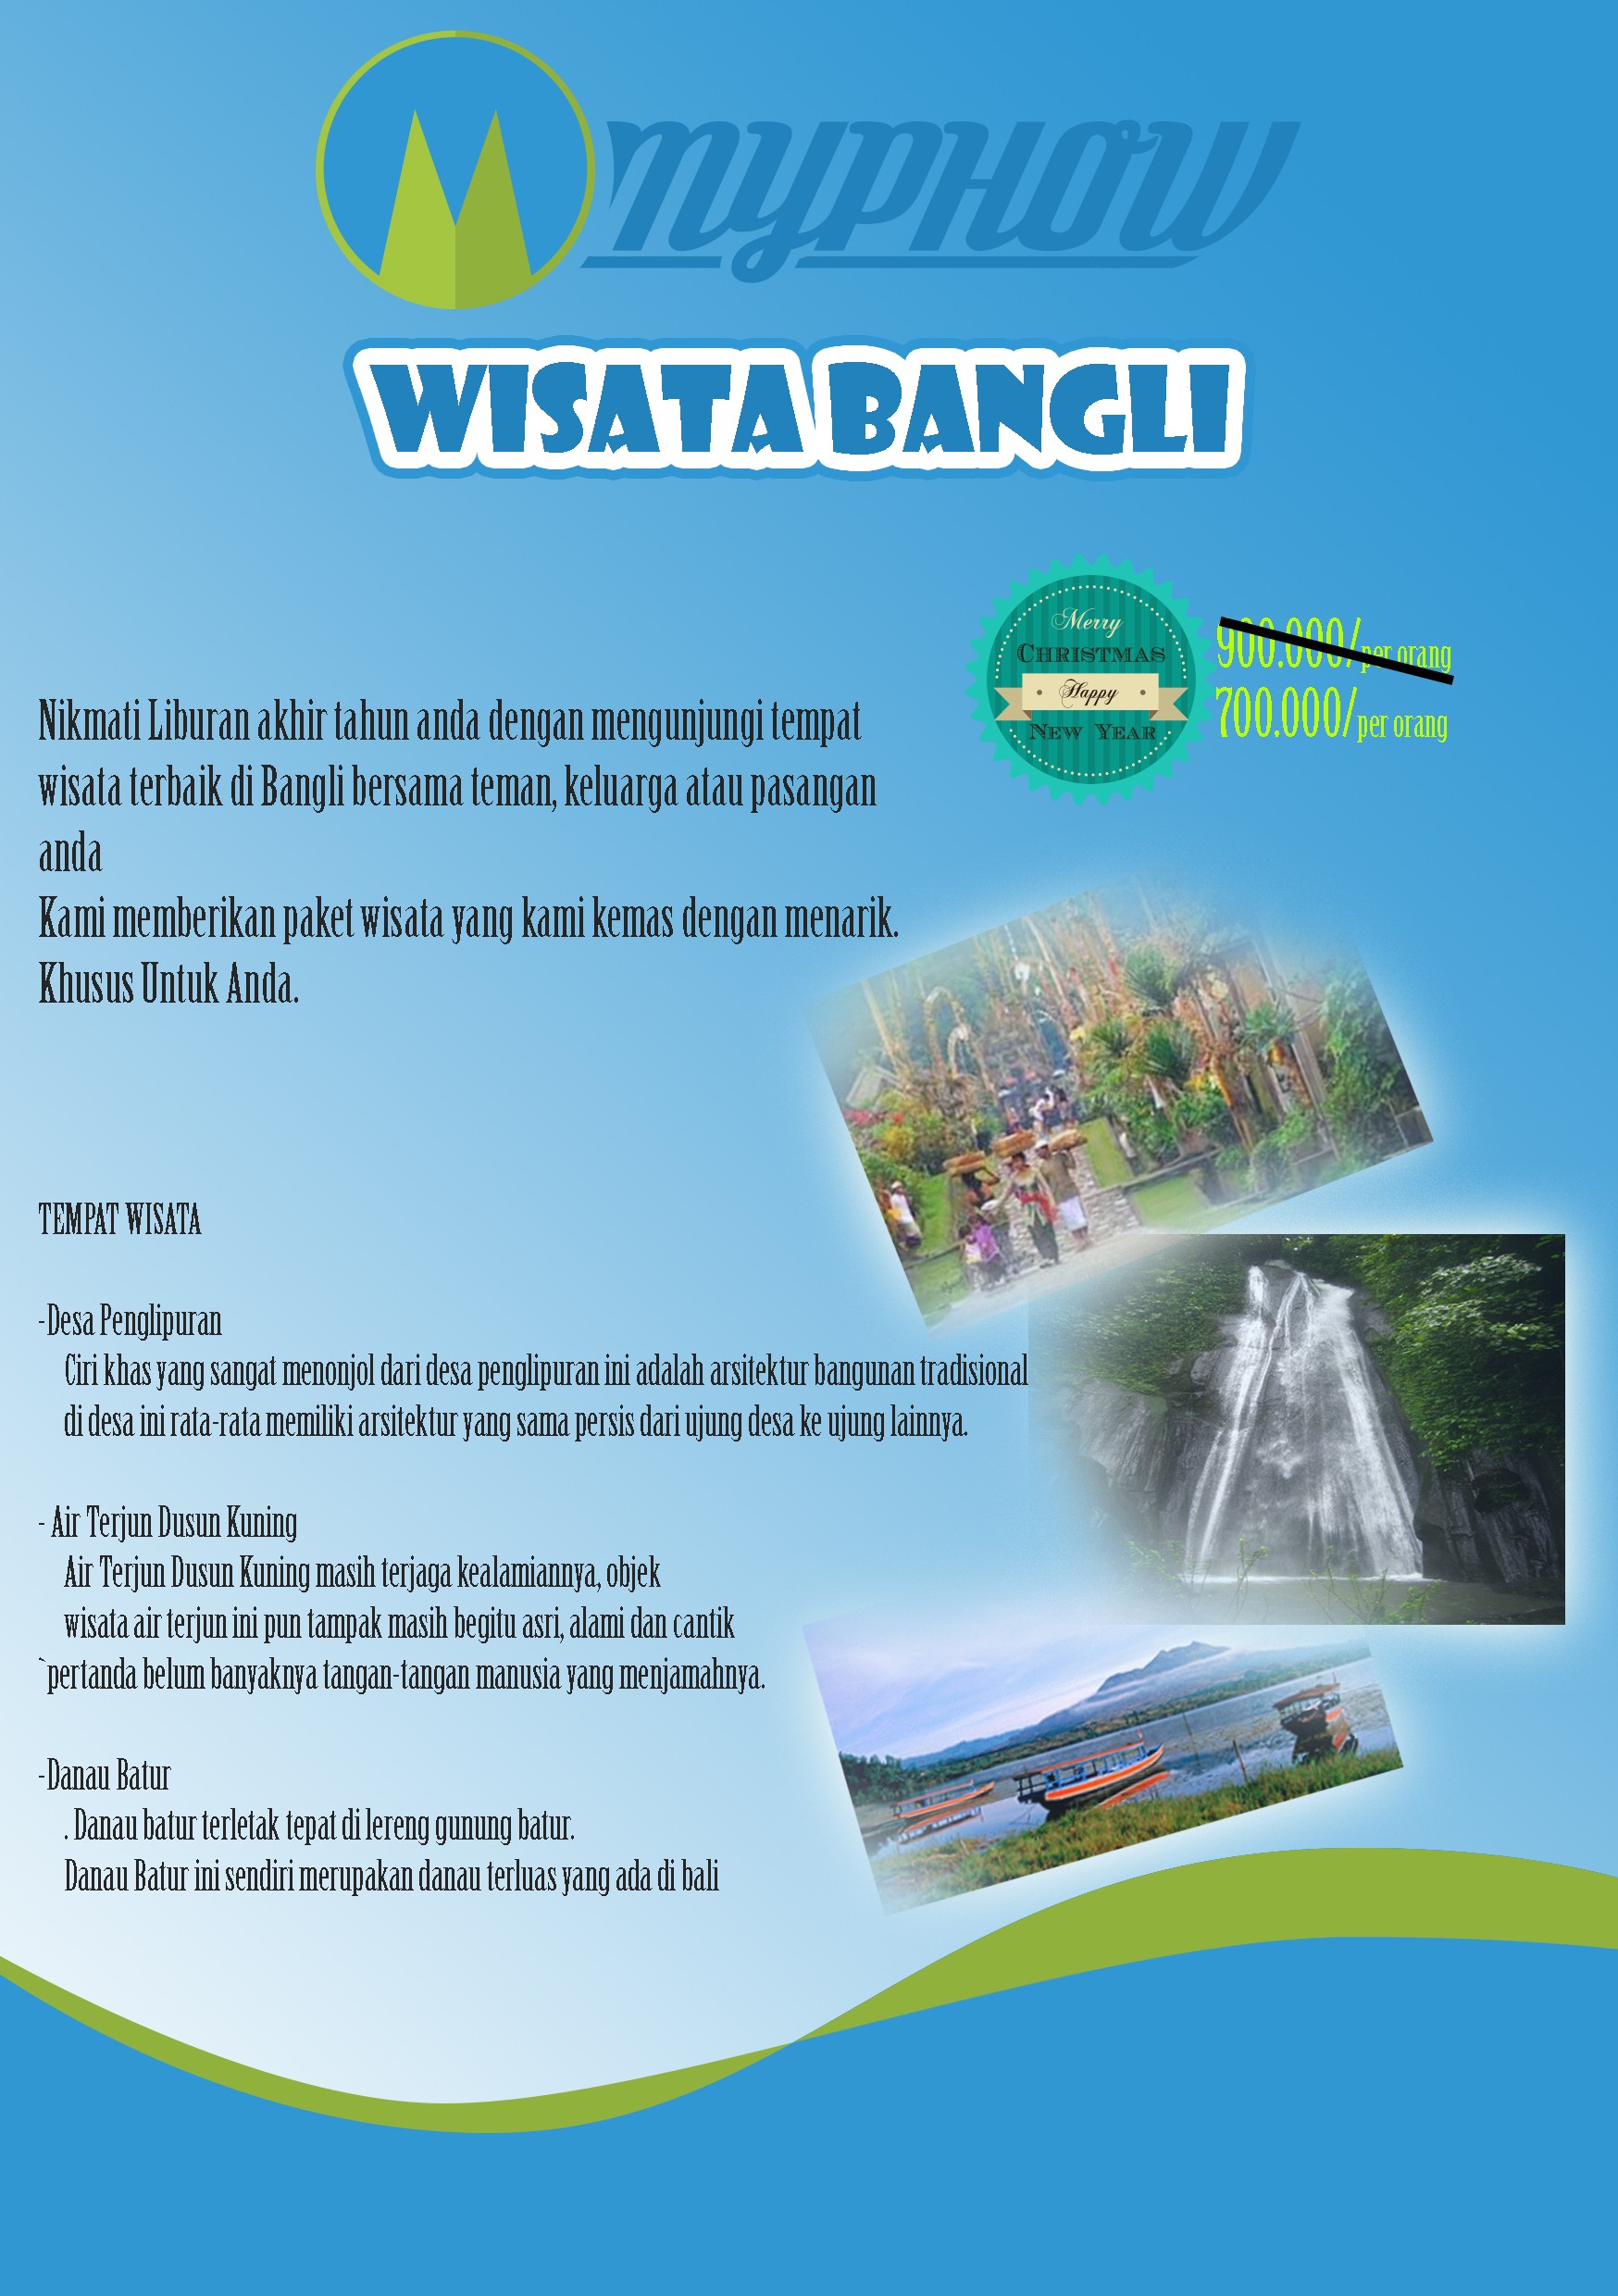 myphow
WISATA BANGLI
Merry
CHRISTMAS
Happy
NEW YEAR
900.000/per orang
700.000/per orang
Nikmati Liburan akhir tahun anda dengan mengunjungi tempat
wisata terbaik di Bangli bersama teman, keluarga atau pasangan
anda
Kami memberikan paket wisata yang kami kemas dengan menarik.
Khusus Untuk Anda.
TEMPAT WISATA
-Desa Penglipuran
Ciri khas yang sangat menonjol dari desa penglipuran ini adalah arsitektur bangunan tradisional
di desa ini rata-rata memiliki arsitektur yang sama persis dari ujung desa ke ujung lainnya.
- Air Terjun Dusun Kuning
Air Terjun Dusun Kuning masih terjaga kealamiannya, objek
wisata air terjun ini pun tampak masih begitu asri, alami dan cantik
`pertanda belum banyaknya tangan-tangan manusia yang menjamahnya.
-Danau Batur
. Danau batur terletak tepat di lereng gunung batur.
Danau Batur ini sendiri merupakan danau terluas yang ada di bali